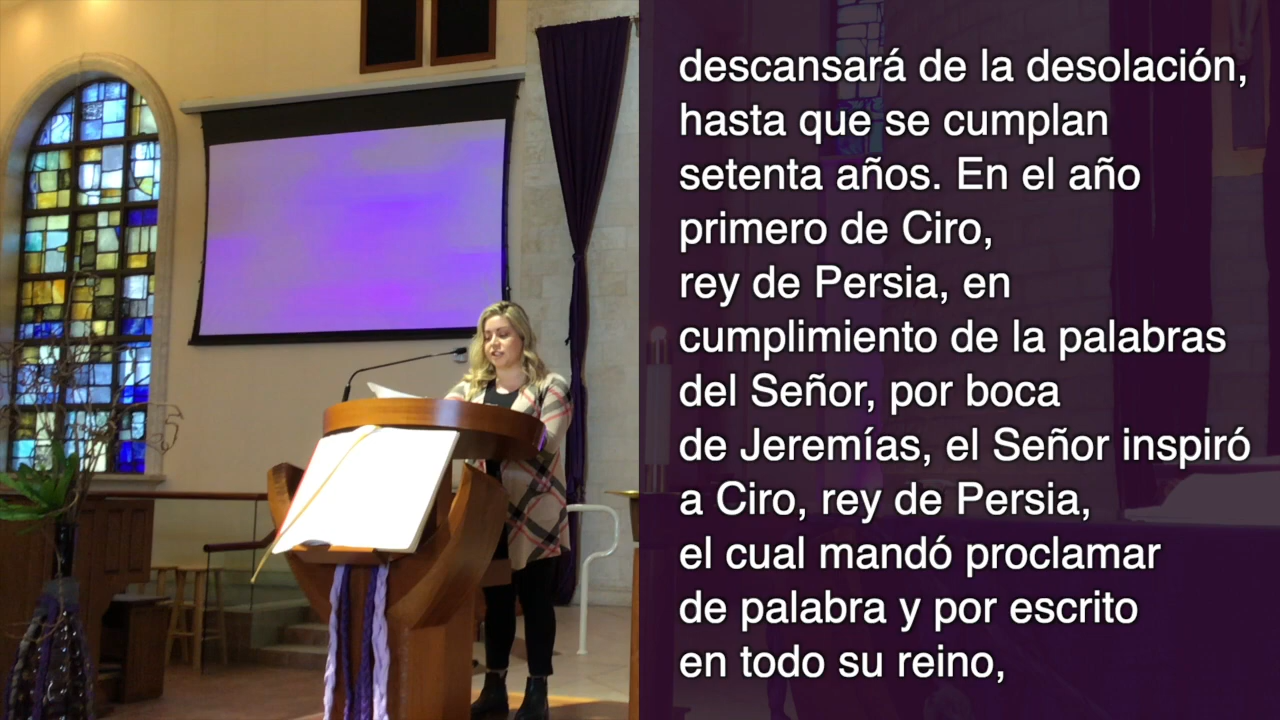 descansará de la desolación,
hasta que se cumplan
setenta años. En el año
primero de Ciro,
rey de Persia, en
cumplimiento de la palabras
del Señor, por boca
de Jeremías, el Señor inspiró
a Ciro, rey de Persia,
el cual mandó proclamar
de palabra y por escrito
en todo su reino,